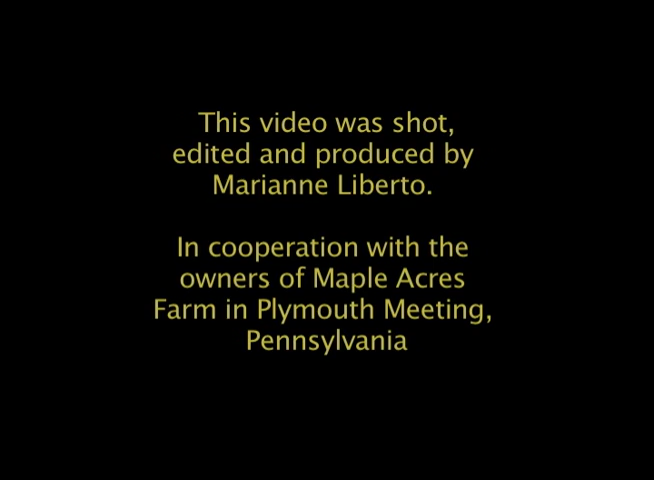 This video was shot,
edited and produced by
Marianne Liberto.
In cooperation with the
owners of Maple Acres
Farm in Plymouth Meeting,
Pennsylvania